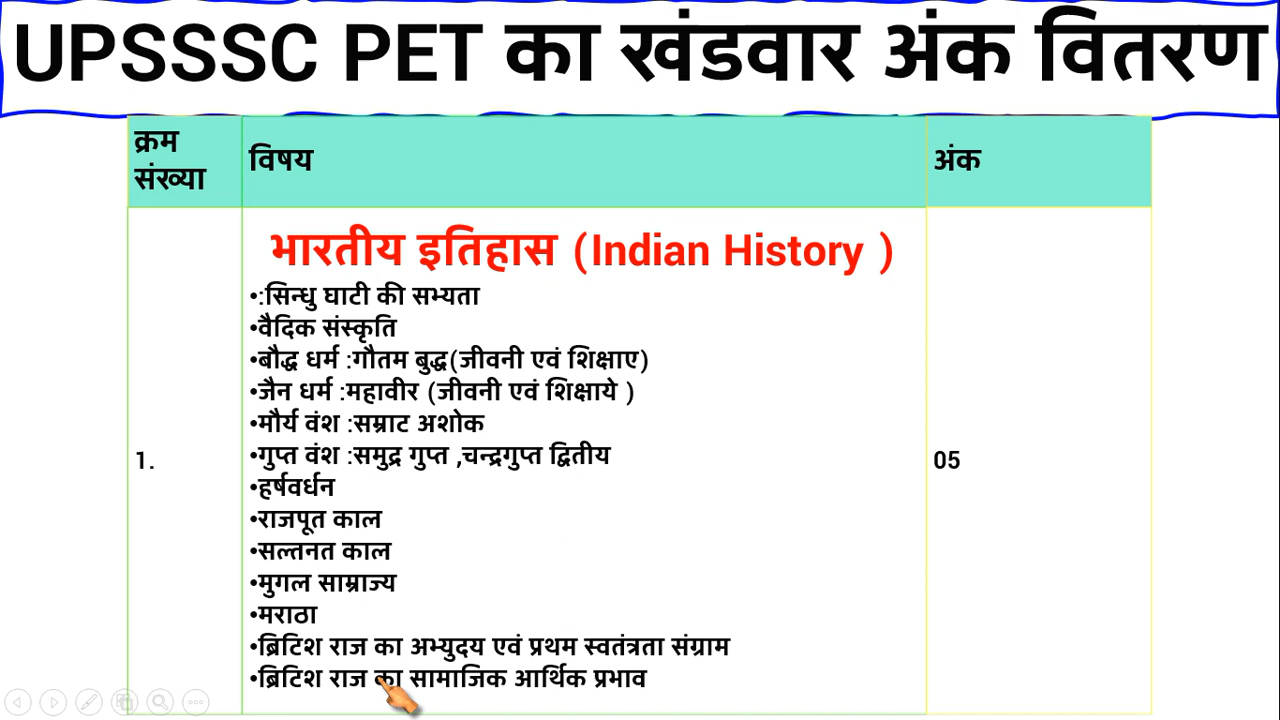 UPSSSC PET का खंडवार अंक वितरण
क्रम
संख्या
विषय
अंक
1.
भारतीय इतिहास (Indian History )
•:सिन्धु घाटी की सभ्यता
•वैदिक संस्कृति
•बौद्ध धर्म :गौतम बुद्ध(जीवनी एवं शिक्षाए)
•जैन धर्म :महावीर (जीवनी एवं शिक्षाये )
•मौर्य वंश :सम्राट अशोक
•गुप्त वंश :समुद्र गुप्त ,चन्द्रगुप्त द्वितीय
•हर्षवर्धन
•राजपूत काल
•सल्तनत काल
•मुगल साम्राज्य
•मराठा
•ब्रिटिश राज का अभ्युदय एवं प्रथम स्वतंत्रता संग्राम
•ब्रिटिश राज का सामाजिक आर्थिक प्रभाव
05